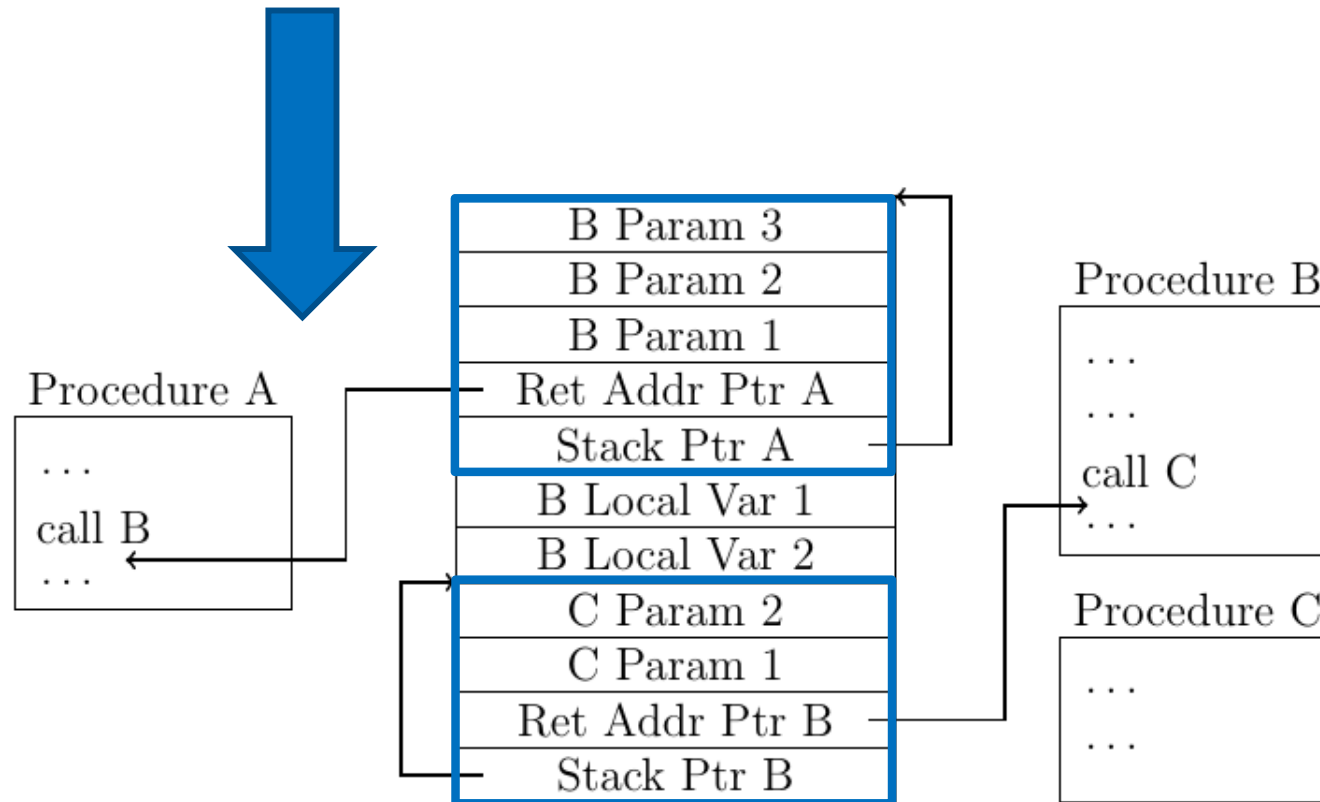 Procedure A
...
call B
...
B Param 3
B Param 2
B Param 1
Ret Addr Ptr A
Stack Ptr A
B Local Var 1
B Local Var 2
C Param 2
C Param 1
Ret Addr Ptr B
Stack Ptr B
Procedure B
...
...
call C
...
Procedure C
...
...